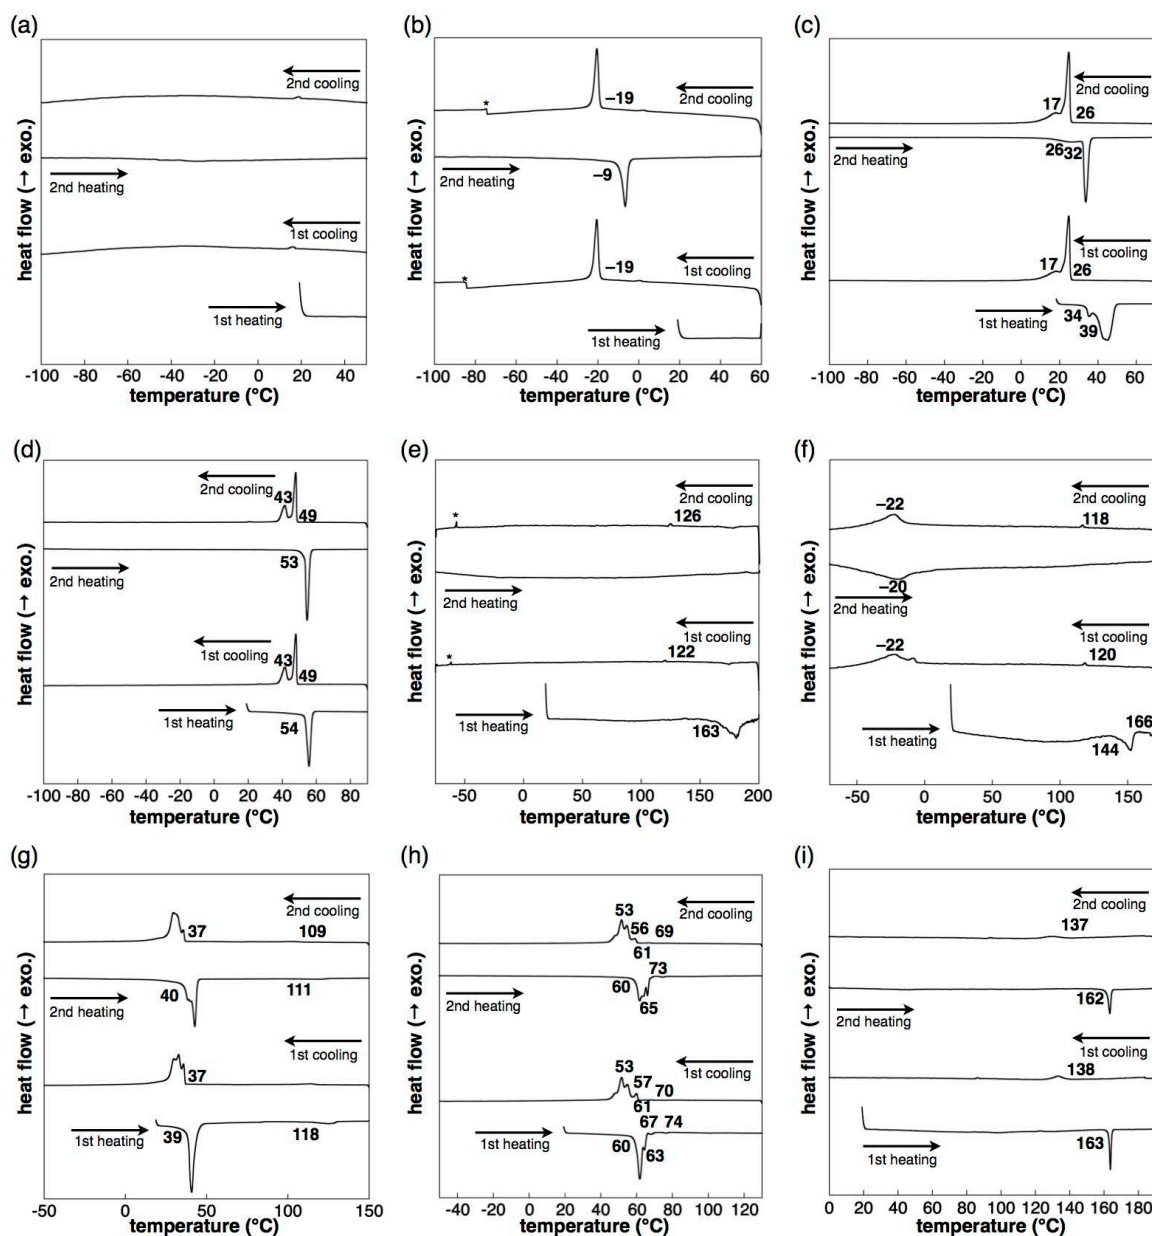 (a)
heat flow (→ exo.)
2nd cooling
2nd heating
1st cooling
1st heating
-100 -80 -60 -40 -20 0 20 40
temperature (°C)
(b)
heat flow (→ exo.)
*
–19
2nd cooling
–9
2nd heating
*
–19
1st cooling
1st heating
-100 -80 -60 -40 -20 0 20 40 60
temperature (°C)
(c)
heat flow (→ exo.)
17
26
2nd cooling
26 32
2nd heating
17
26
1st cooling
34
39
1st heating
-100 -80 -60 -40 -20 0 20 40 60
temperature (°C)
(d)
heat flow (→ exo.)
43
49
2nd cooling
53
2nd heating
43
49
1st cooling
54
1st heating
-100 -80 -60 -40 -20 0 20 40 60 80
temperature (°C)
(e)
heat flow (→ exo.)
*
126
2nd cooling
2nd heating
*
122
1st cooling
163
1st heating
-50 0 50 100 150 200
temperature (°C)
(f)
heat flow (→ exo.)
–22
118
2nd cooling
–20
2nd heating
–22
120
1st cooling
144
166
1st heating
-50 0 50 100 150
temperature (°C)
(g)
heat flow (→ exo.)
37
109
2nd cooling
40
111
2nd heating
37
1st cooling
39
118
1st heating
-50 0 50 100 150
temperature (°C)
(h)
heat flow (→ exo.)
53
56
69
61
2nd cooling
73
60
65
2nd heating
53
57
70
61
1st cooling
67 74
60
63
1st heating
-40 -20 0 20 40 60 80 100 120
temperature (°C)
(i)
heat flow (→ exo.)
137
2nd cooling
162
2nd heating
138
1st cooling
163
1st heating
0 20 40 60 80 100 120 140 160 180
temperature (°C)